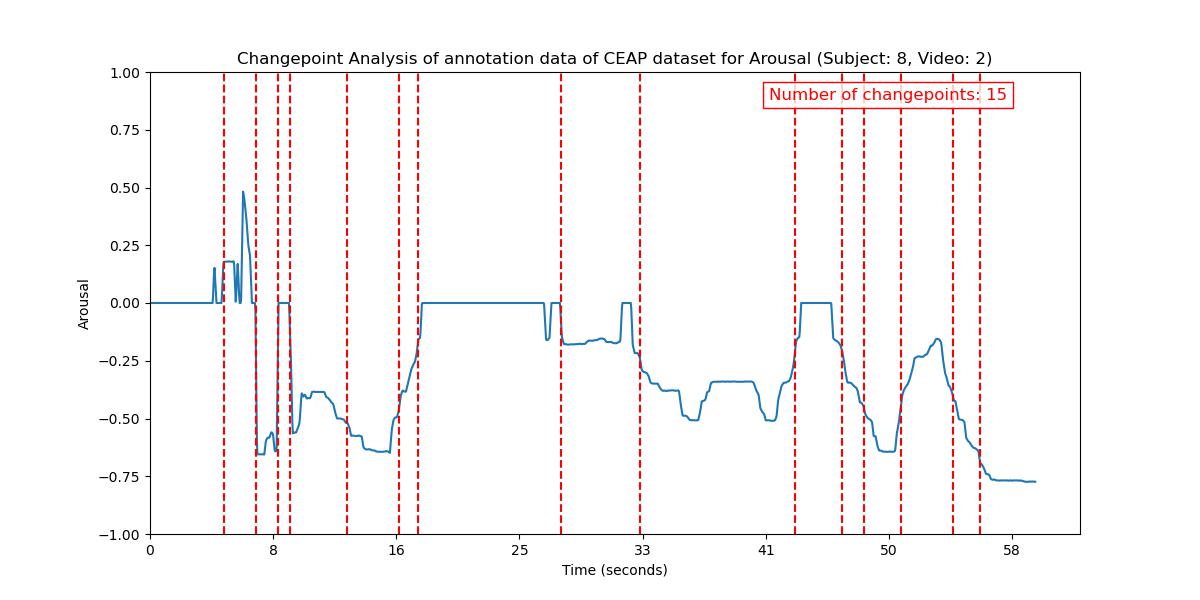 Changepoint Analysis of annotation data of CEAP dataset for Arousal (Subject: 8, Video: 2)
Number of changepoints: 15
1.00
0.75
0.50
0.25
0.00
−0.25
−0.50
−0.75
−1.00
Arousal
0 8 16 25 33 41 50 58
Time (seconds)